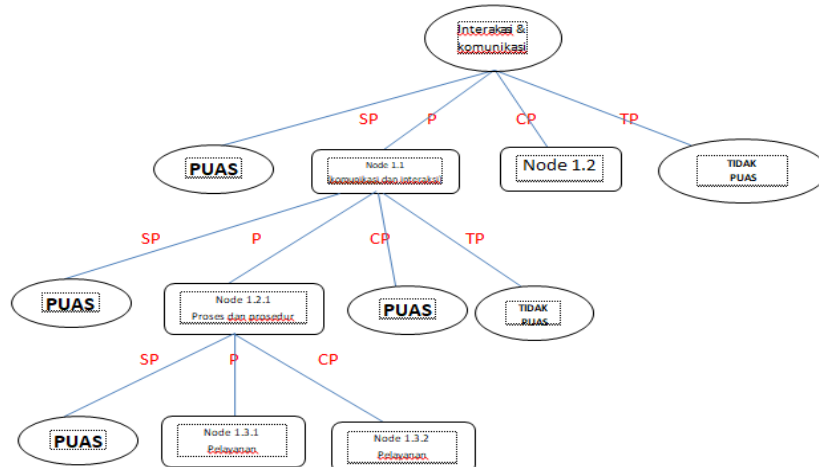 Interaksi &
komunikasi
SP
P
CP
TP
PUAS
Node 1.1
komunikasi dan interaksi
Node 1.2
TIDAK
PUAS
SP
P
CP
TP
PUAS
Node 1.2.1
Proses dan prosedur
PUAS
TIDAK
PUAS
SP
P
CP
PUAS
Node 1.3.1
Pelayanan
Node 1.3.2
Pelayanan